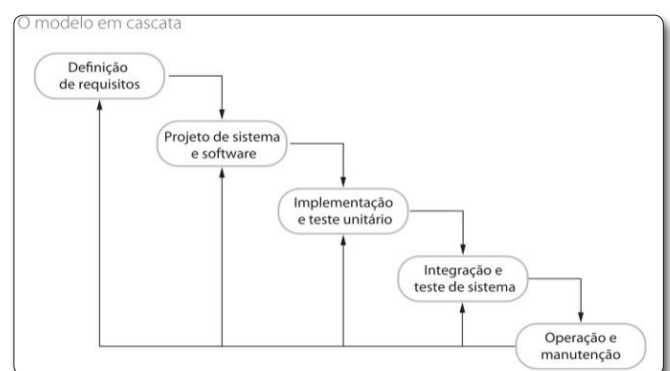 O modelo em cascata
Definição
de requisitos
Projeto de sistema
e software
Implementação
e teste unitário
Integração e
teste de sistema
Operação e
manutenção